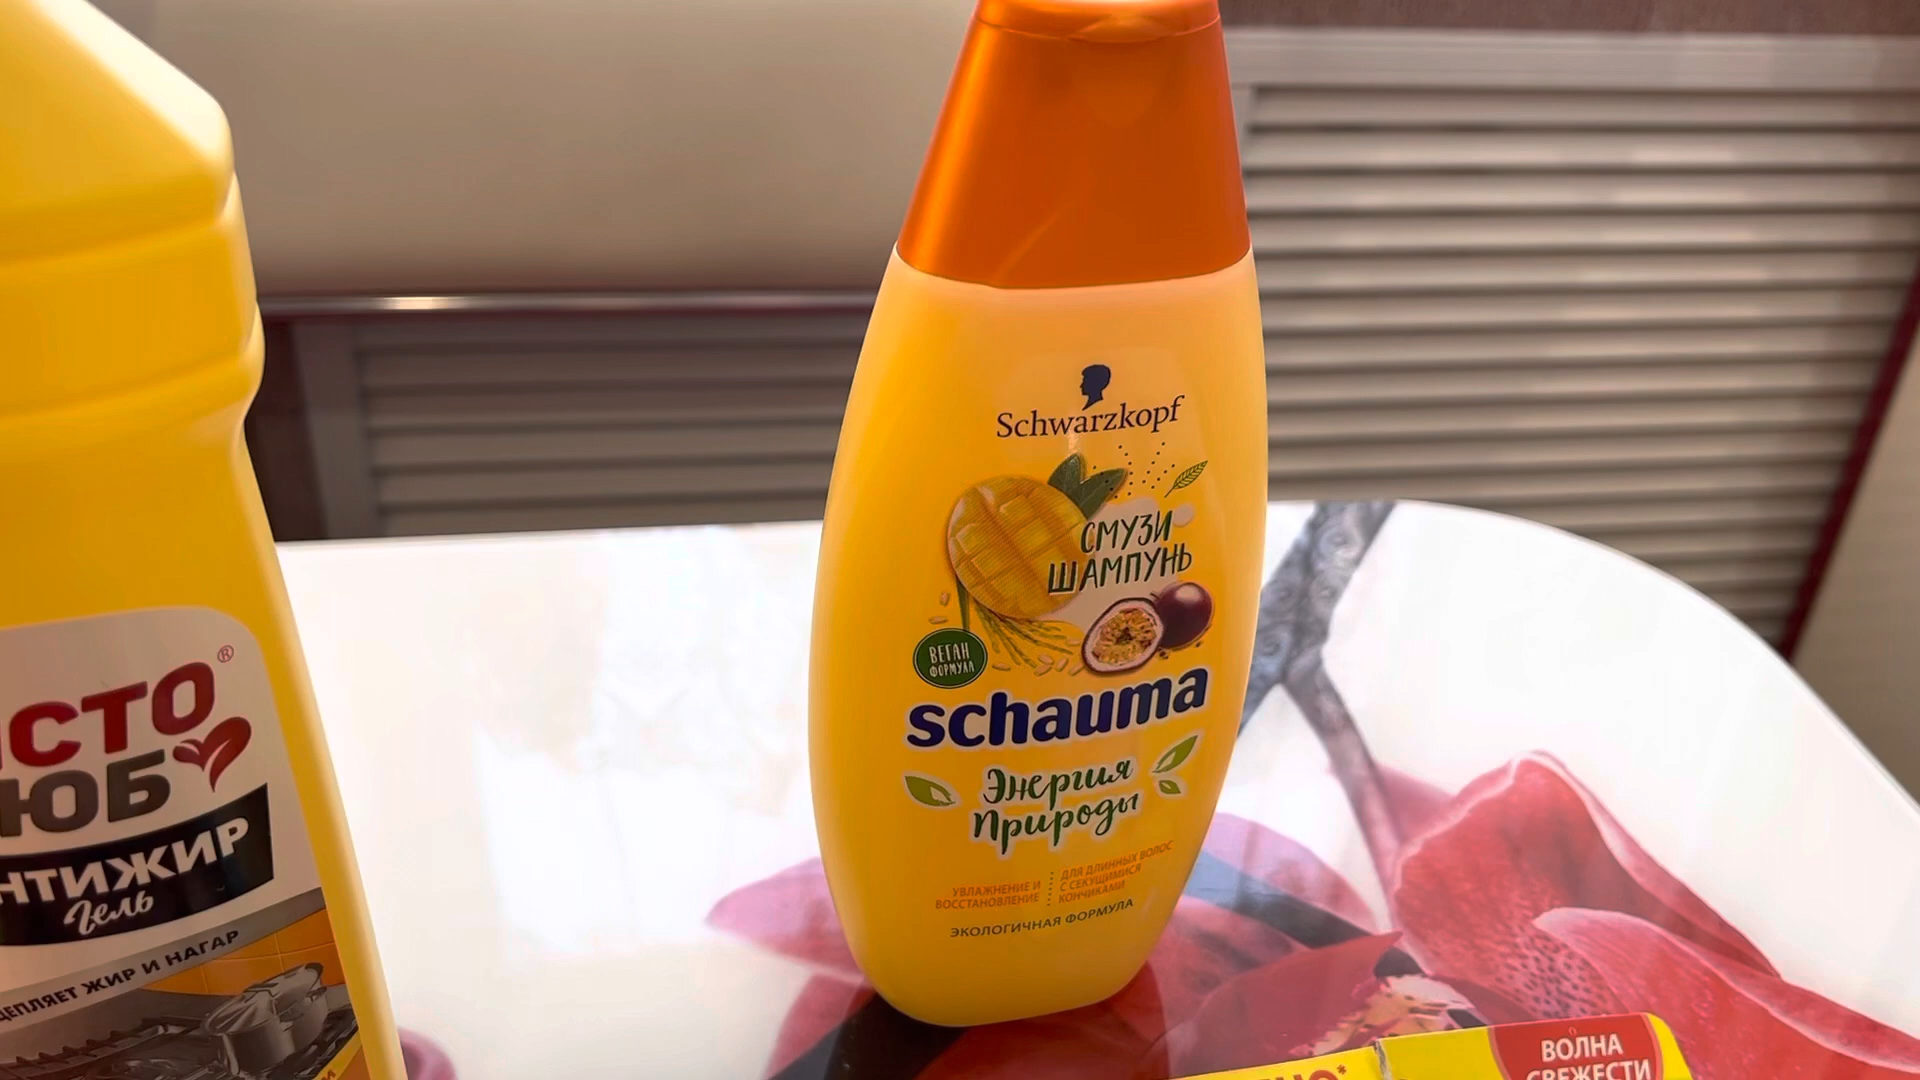 Schwarzkopf
СМУЗИ
ШАМПУНЬ
ВЕГАН
ФОРМУЛА
schauma
Энергия
Природы
УВЛАЖНЕНИЕ И
ВОССТАНОВЛЕНИЕ
ДЛЯ ДЛИННЫХ ВОЛОС
С СЕКУЩИМИСЯ
КОНЧИКАМИ
ЭКОЛОГИЧНАЯ ФОРМУЛА
ИСТО®
ЮБ
НТИЖИР
Гель
ЦЕПЛЯЕТ ЖИР И НАГАР
ВОЛНА
СВЕЖЕСТИ